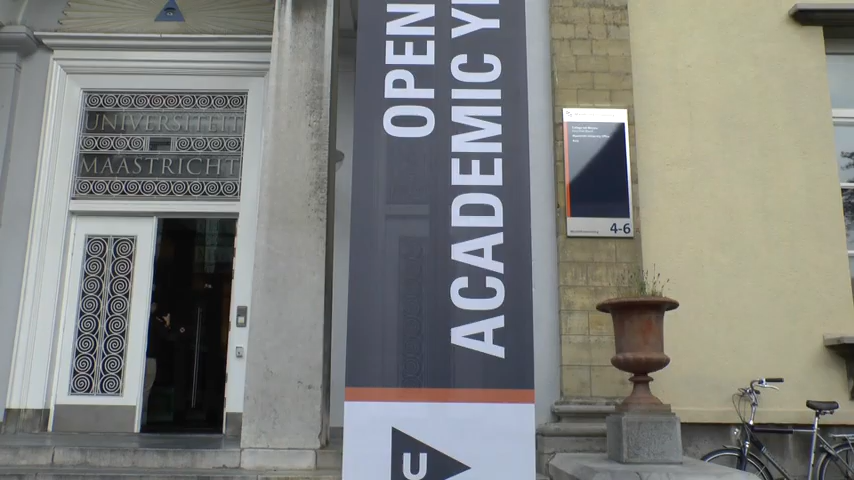 UNIVERSITEIT
MAASTRICHT
OPEN
ACADEMIC Y
4-6
U